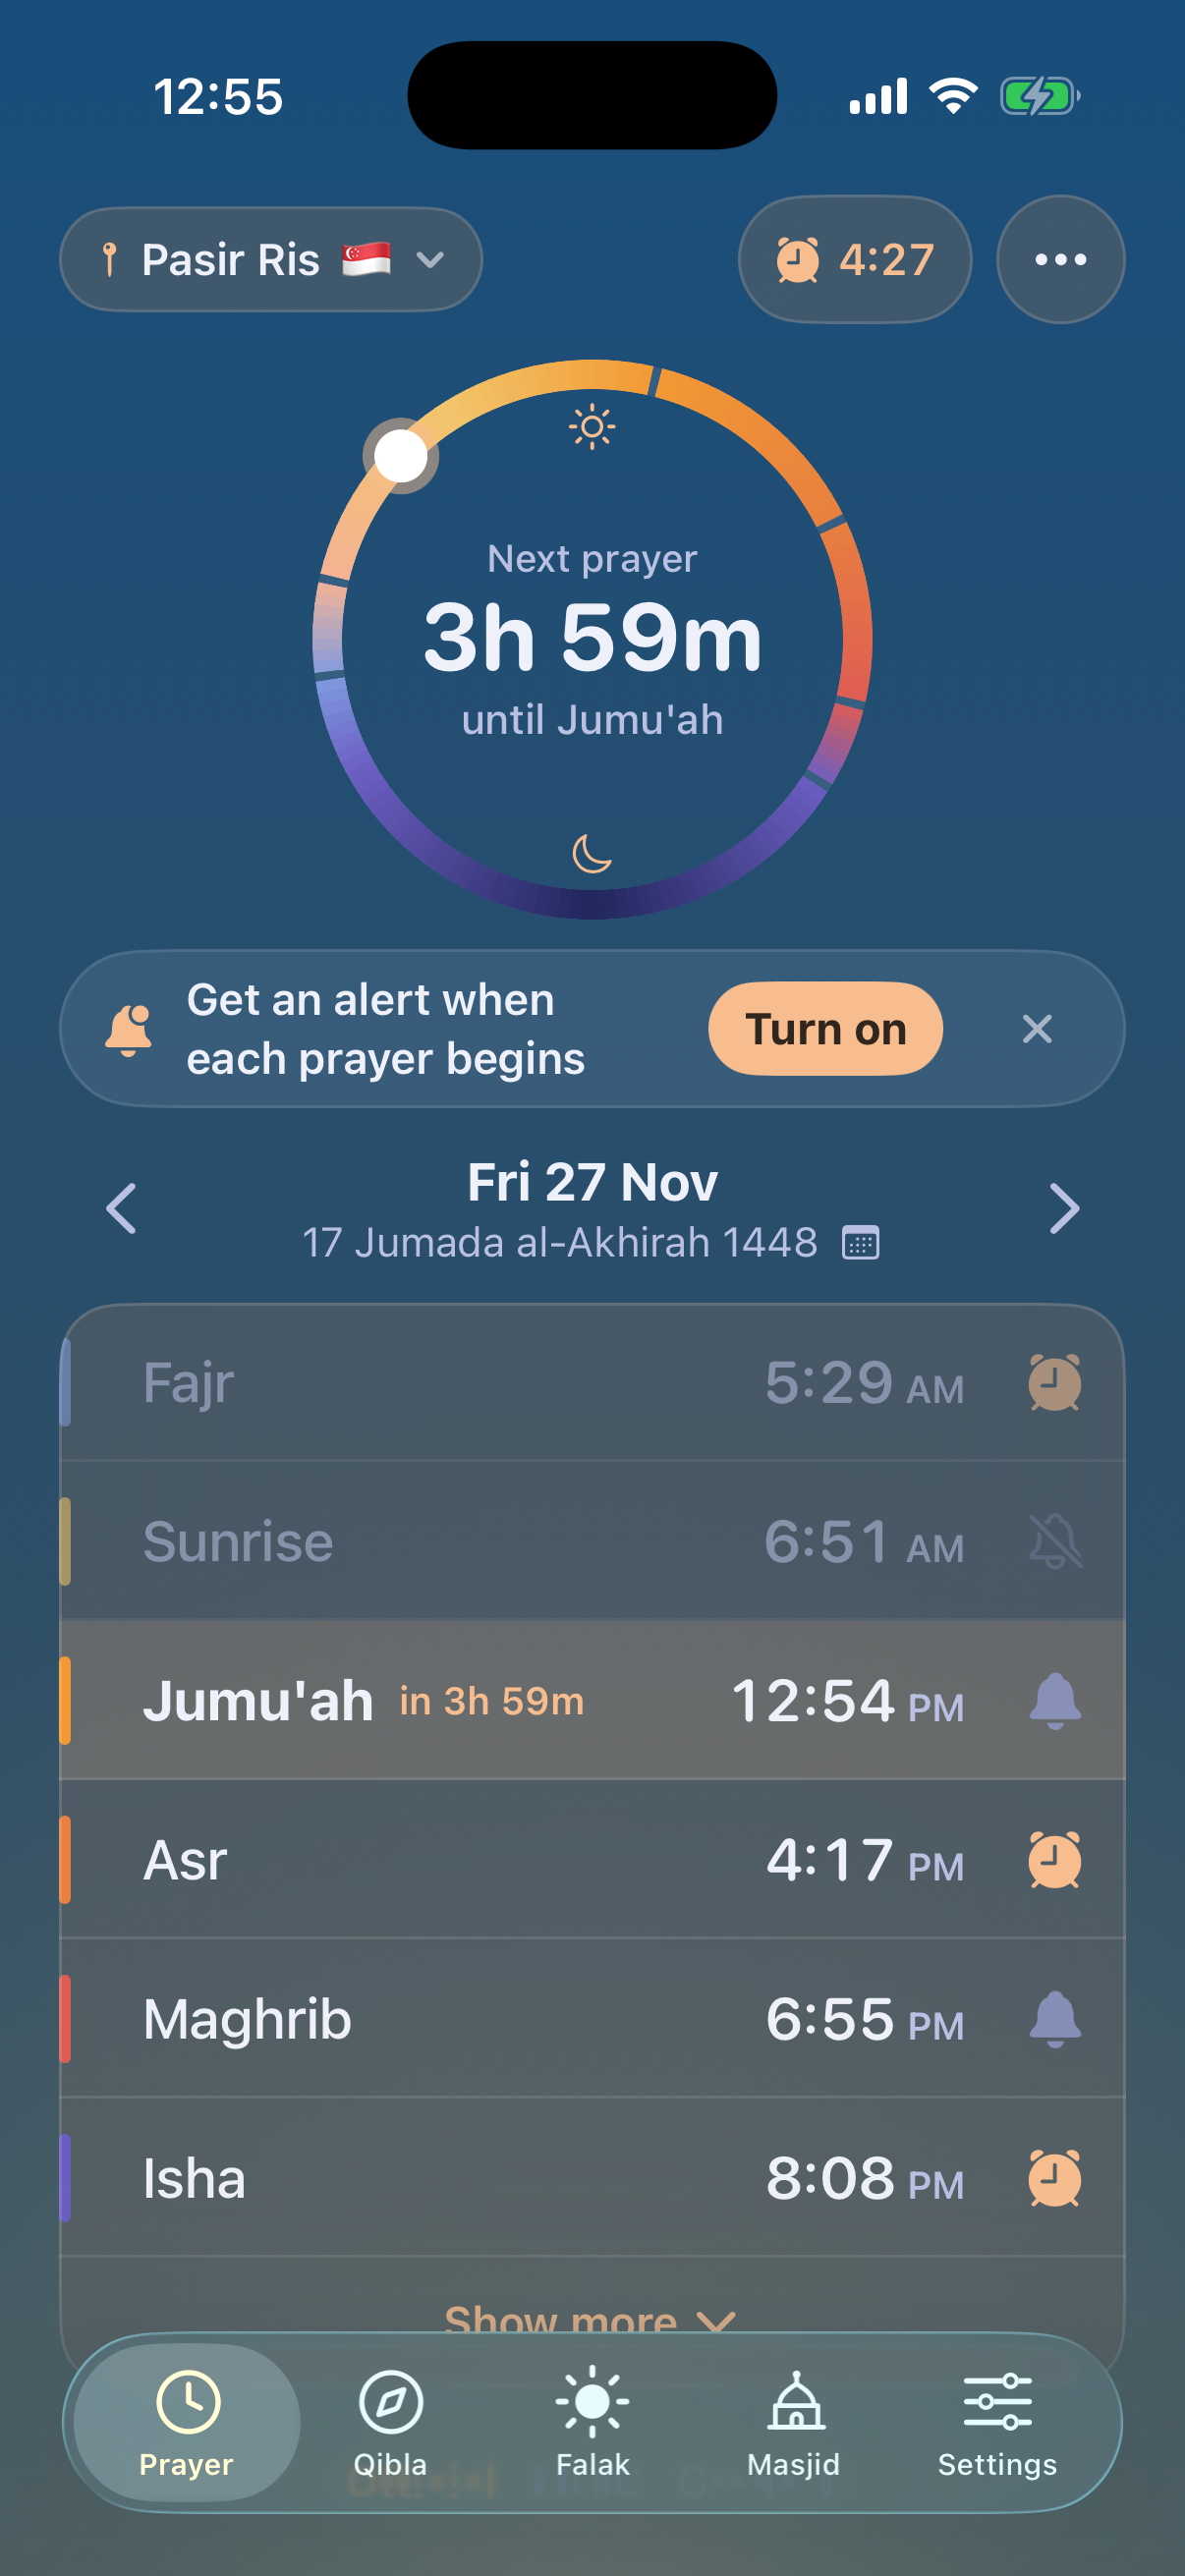 12:55
Pasir Ris
4:27
Next prayer
3h 59m
until Jumu'ah
Get an alert when
each prayer begins
Turn on
Fri 27 Nov
17 Jumada al-Akhirah 1448
Fajr 5:29 AM
Sunrise 6:51 AM
Jumu'ah in 3h 59m 12:54 PM
Asr 4:17 PM
Maghrib 6:55 PM
Isha 8:08 PM
Show more
Prayer Qibla Falak Masjid Settings